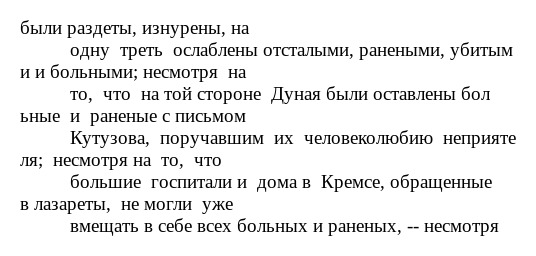 были раздеты, изнурены, на
одну треть ослаблены отсталыми, ранеными, убитым
и и больными; несмотря на
то, что на той стороне Дуная были оставлены бол
ьные и раненые с письмом
Кутузова, поручавшим их человеколюбию неприяте
ля; несмотря на то, что
большие госпитали и дома в Кремсе, обращенные
в лазареты, не могли уже
вмещать в себе всех больных и раненых, -- несмотря